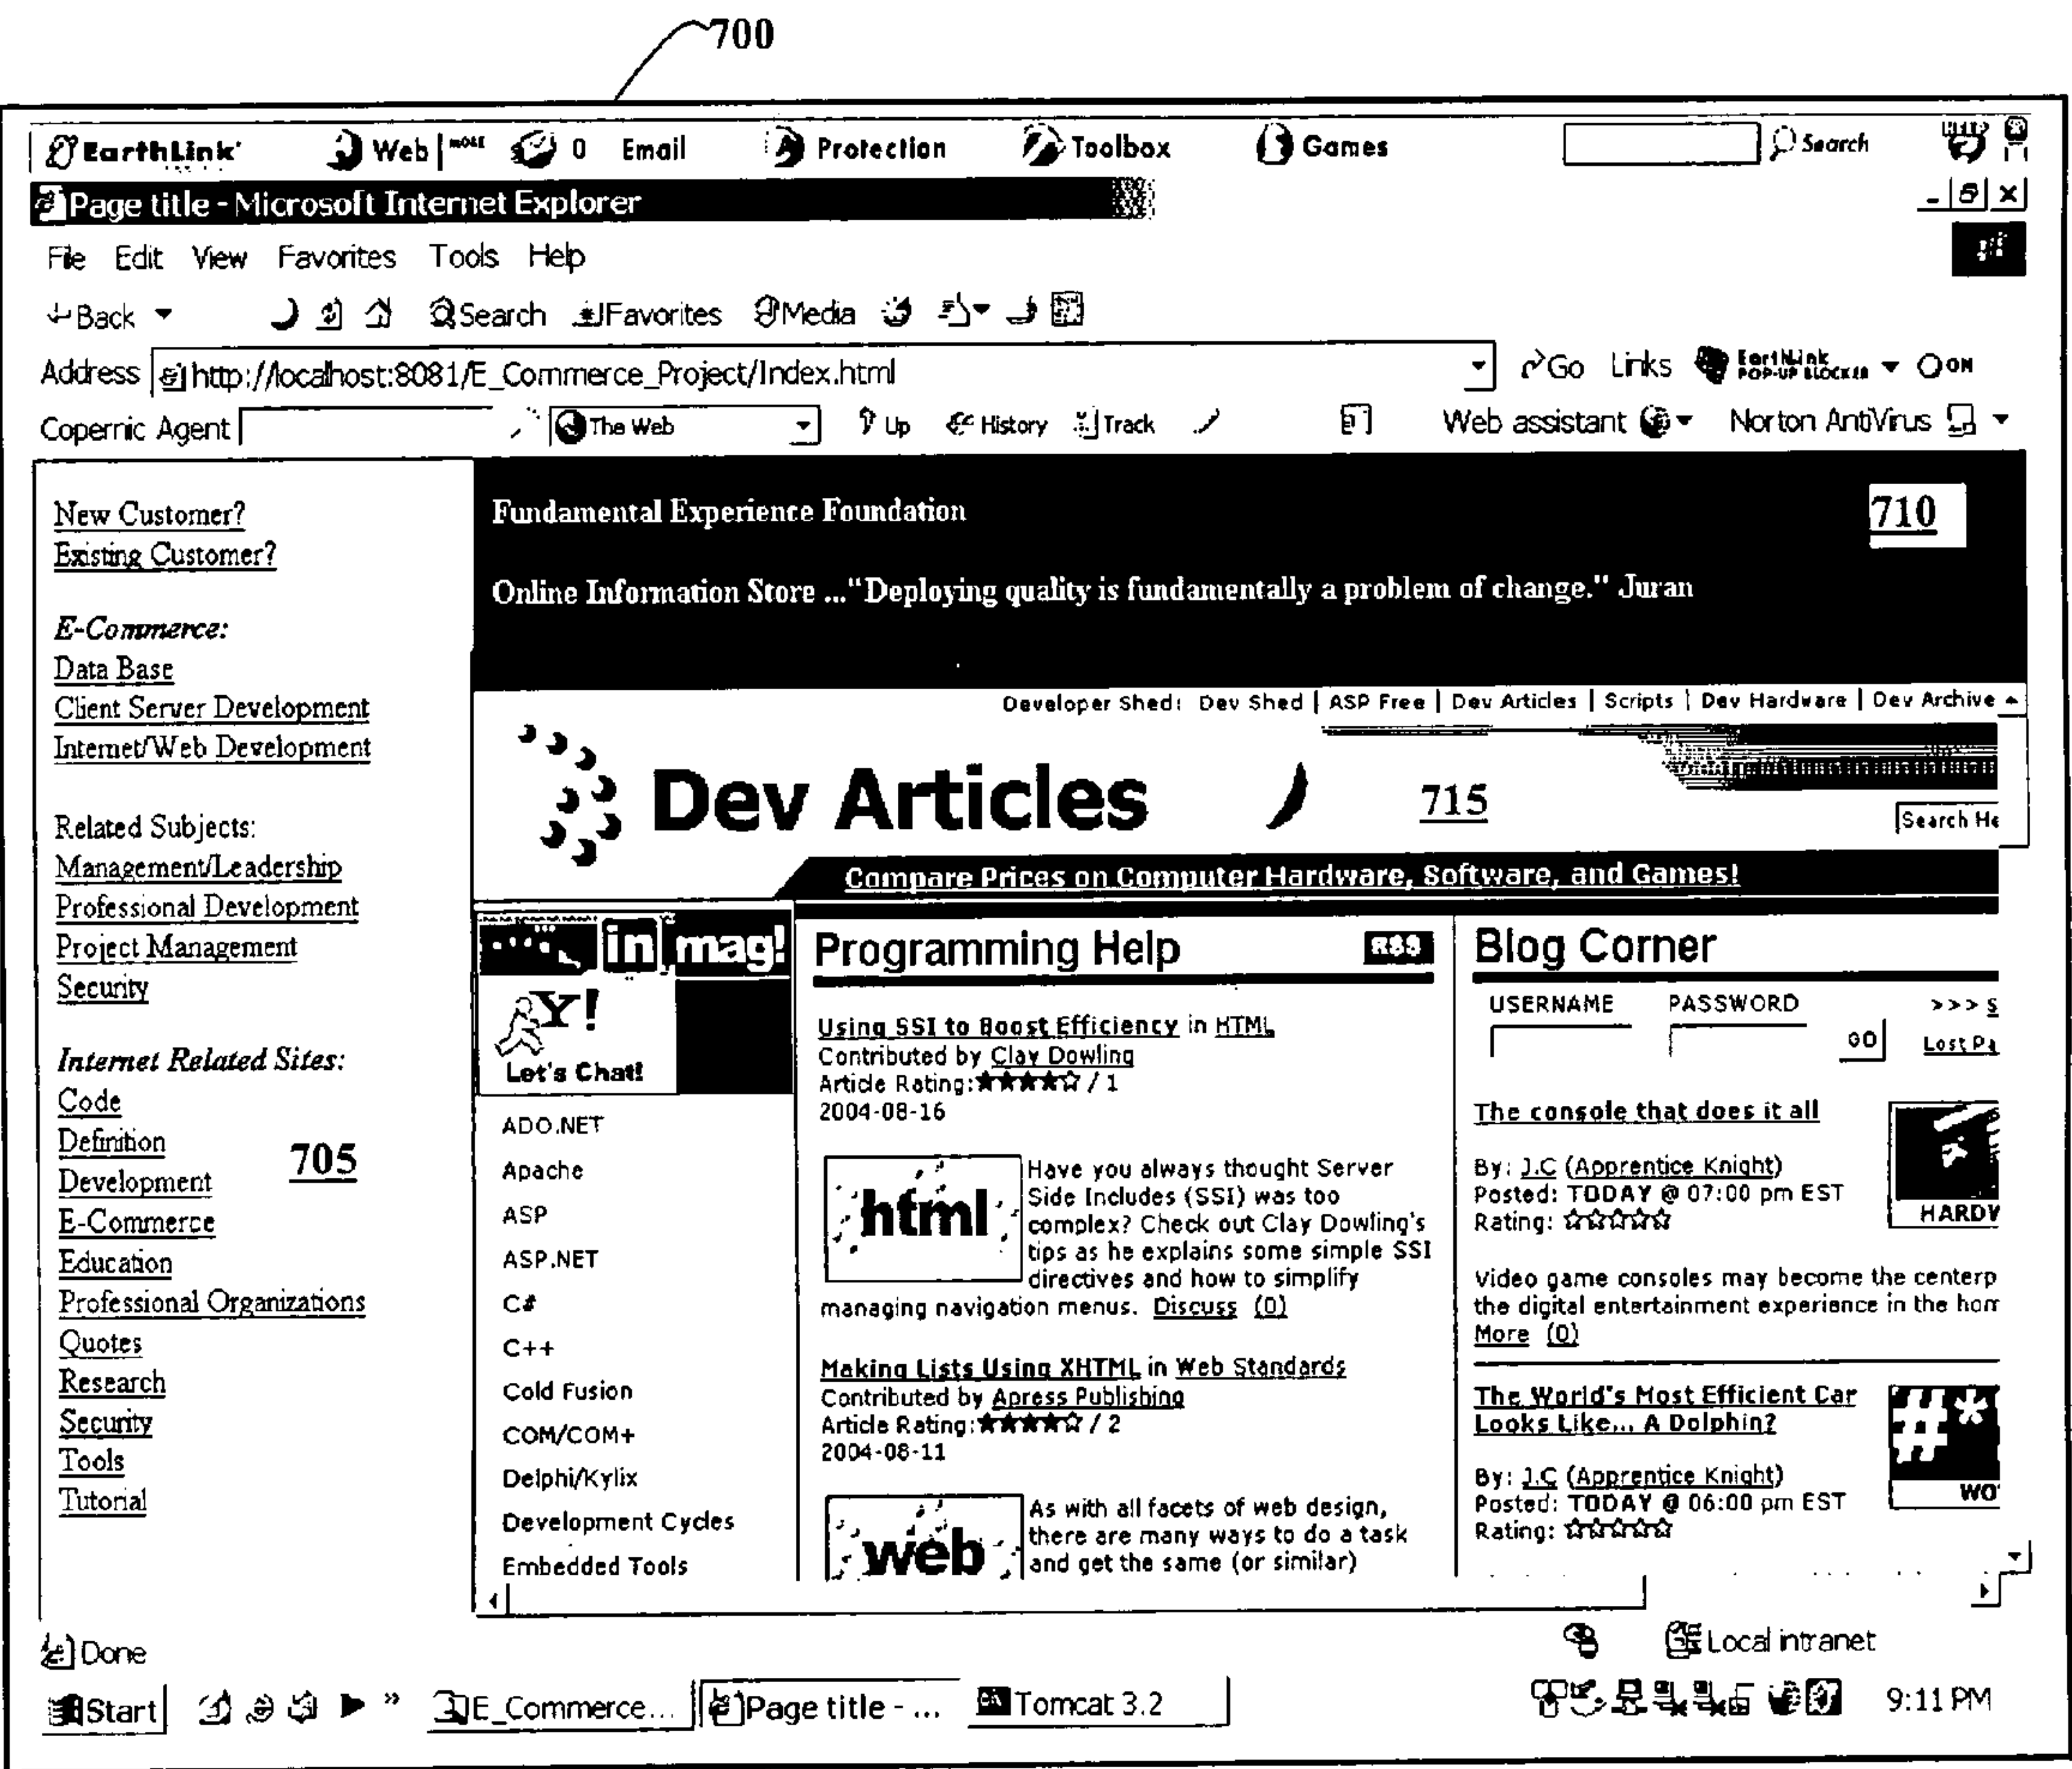 700
EarthLink Web | MORE 0 Email Protection Toolbox Games Search HELP
Page title - Microsoft Internet Explorer
File Edit View Favorites Tools Help
Back Search Favorites Media
Address http://localhost:8081/E_Commerce_Project/Index.html Go Links EarthLink POP-UP BLOCKER ON
Copernic Agent The Web Up History Track Web assistant Norton AntiVirus
New Customer?
Existing Customer?
E-Commerce:
Data Base
Client Server Development
Internet/Web Development
Related Subjects:
Management/Leadership
Professional Development
Project Management
Security
Internet Related Sites:
Code
Definition
705
Development
E-Commerce
Education
Professional Organizations
Quotes
Research
Security
Tools
Tutorial
Fundamental Experience Foundation
710
Online Information Store ..."Deploying quality is fundamentally a problem of change." Juran
Developer Shed: Dev Shed | ASP Free | Dev Articles | Scripts | Dev Hardware | Dev Archive
Dev Articles
715
Search He
Compare Prices on Computer Hardware, Software, and Games!
in mag!
Y!
Let's Chat!
ADO.NET
Apache
ASP
ASP.NET
C#
C++
Cold Fusion
COM/COM+
Delphi/Kylix
Development Cycles
Embedded Tools
Programming Help RSS
Using SSI to Boost Efficiency in HTML
Contributed by Clay Dowling
Article Rating:★★★★☆ / 1
2004-08-16
html
Have you always thought Server
Side Includes (SSI) was too
complex? Check out Clay Dowling's
tips as he explains some simple SSI
directives and how to simplify
managing navigation menus. Discuss (0)
Making Lists Using XHTML in Web Standards
Contributed by Apress Publishing
Article Rating:★★★★☆ / 2
2004-08-11
web
As with all facets of web design,
there are many ways to do a task
and get the same (or similar)
Blog Corner
USERNAME PASSWORD >>> S
GO Lost Pa
The console that does it all
By: J.C (Apprentice Knight)
Posted: TODAY @ 07:00 pm EST
Rating: ☆☆☆☆☆
HARDW
Video game consoles may become the centerp
the digital entertainment experience in the hom
More (0)
The World's Most Efficient Car
Looks Like... A Dolphin?
By: J.C (Apprentice Knight)
Posted: TODAY @ 06:00 pm EST
Rating: ☆☆☆☆☆
#*
WO
Done Local intranet
Start » E_Commerce... Page title - ... Tomcat 3.2 9:11 PM